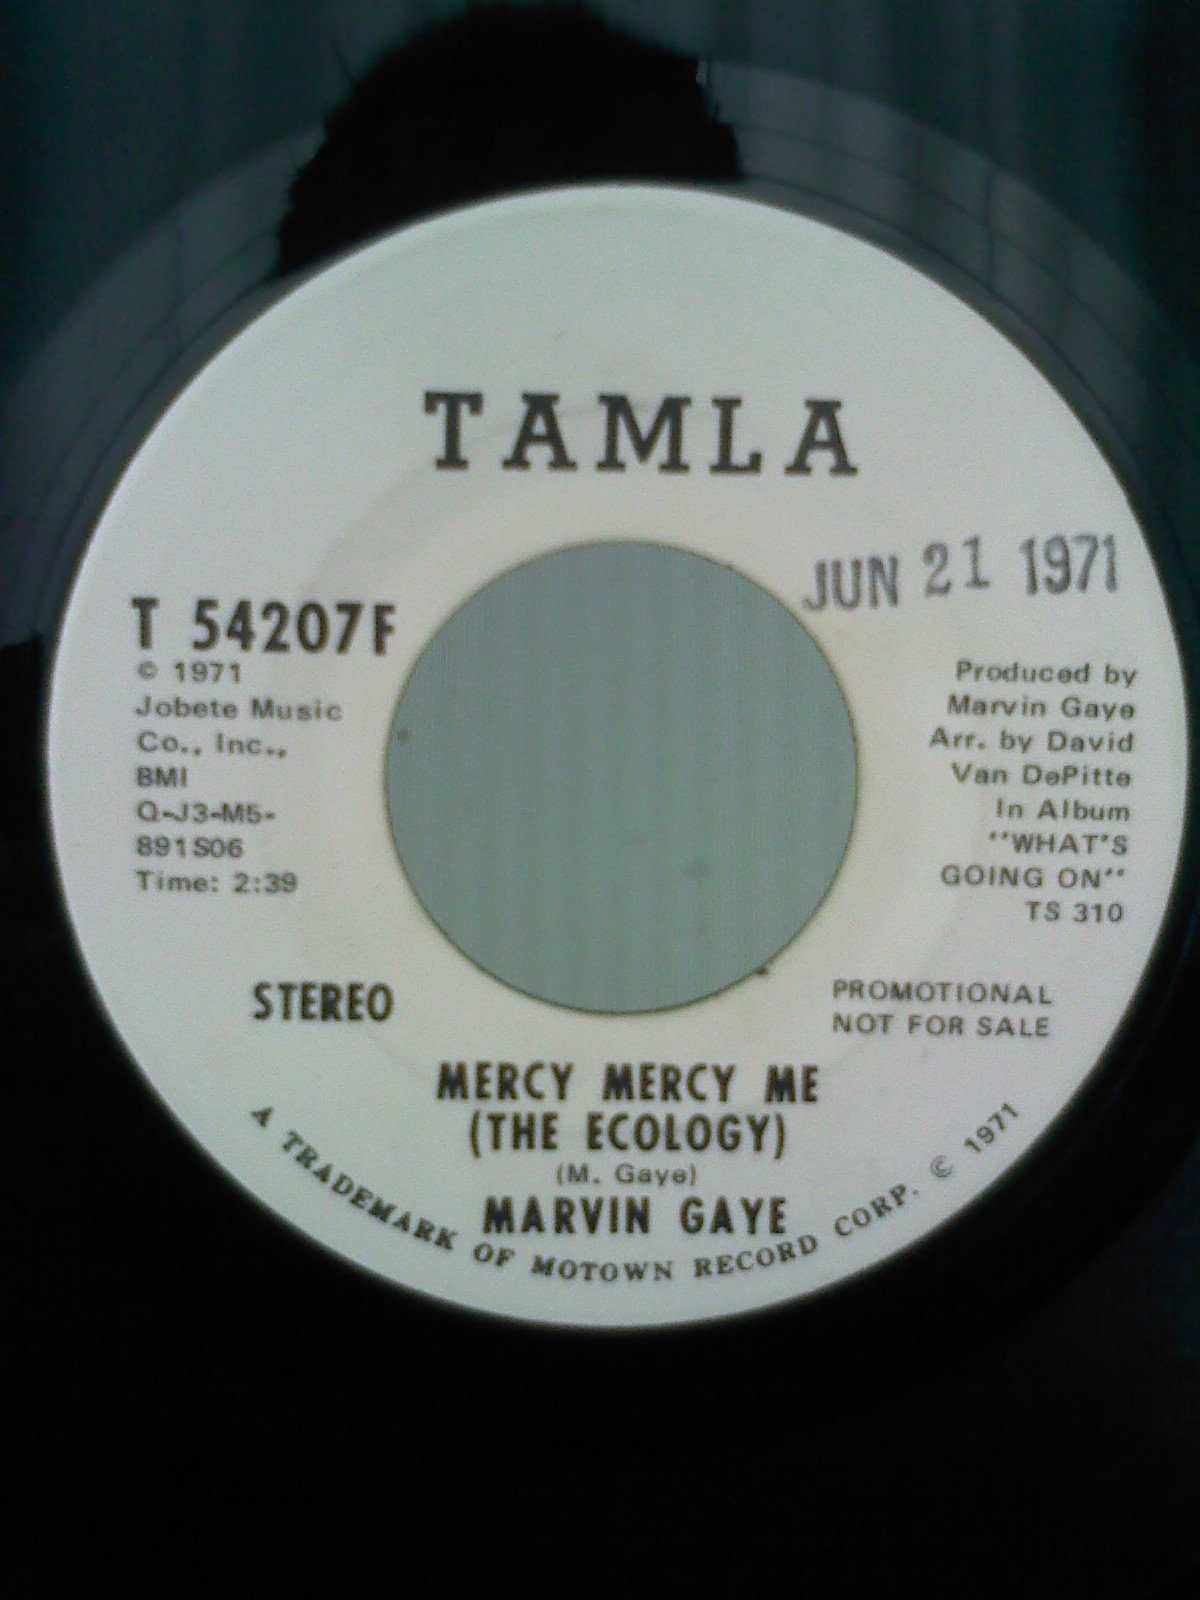 TAMLA
JUN 21 1971
T 54207F
© 1971
Jobete Music
Co., Inc.,
BMI
Q-J3-M5-
891S06
Time: 2:39
Produced by
Marvin Gaye
Arr. by David
Van DePitte
In Album
"WHAT'S
GOING ON"
TS 310
STEREO
PROMOTIONAL
NOT FOR SALE
MERCY MERCY ME
(THE ECOLOGY)
(M. Gaye)
MARVIN GAYE
A TRADEMARK OF MOTOWN RECORD CORP. © 1971